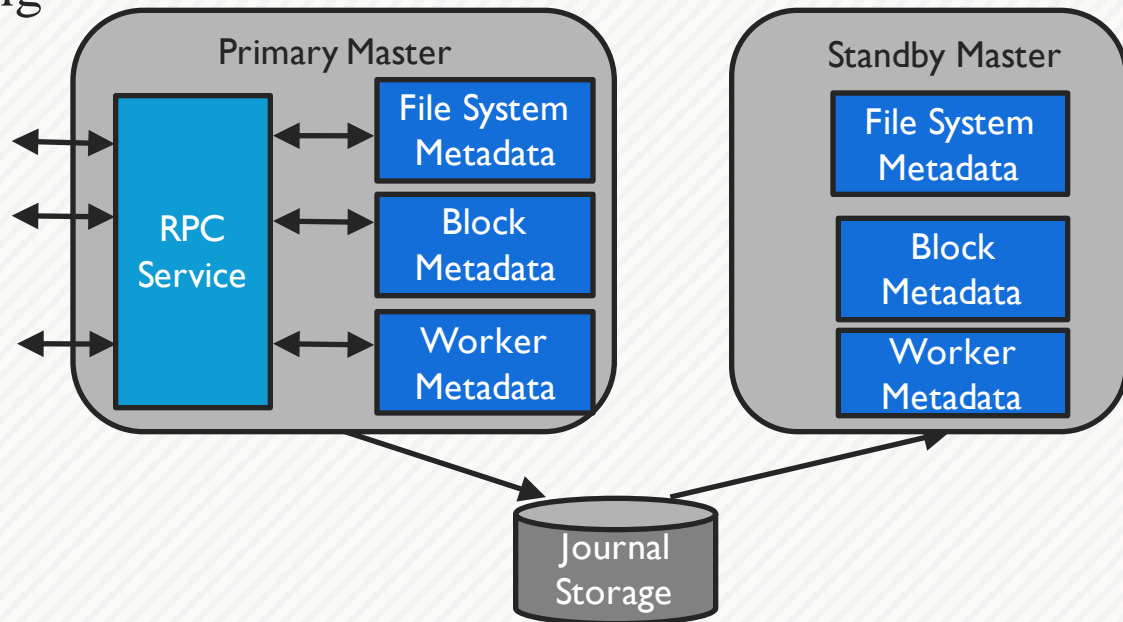 Primary Master
RPC
Service
File System
Metadata
Block
Metadata
Worker
Metadata
Standby Master
File System
Metadata
Block
Metadata
Worker
Metadata
Journal
Storage